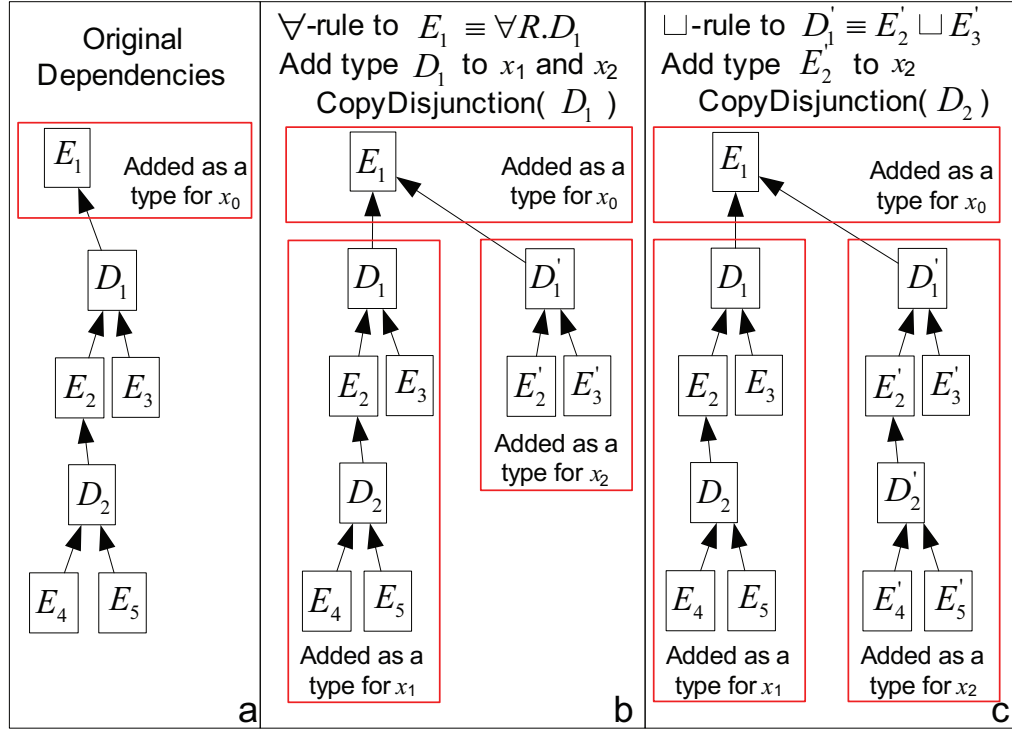 Original
Dependencies
E₁
Added as a
type for x₀
D₁
E₂
E₃
D₂
E₄
E₅
a
∀-rule to E₁ ≡ ∀R.D₁
Add type D₁ to x₁ and x₂
CopyDisjunction( D₁ )
E₁
Added as a
type for x₀
D₁
D₁'
E₂
E₃
E₂'
E₃'
Added as a
type for x₂
D₂
E₄
E₅
Added as a
type for x₁
b
⊔-rule to D₁' ≡ E₂' ⊔ E₃'
Add type E₂' to x₂
CopyDisjunction( D₂ )
E₁
Added as a
type for x₀
D₁
D₁'
E₂
E₃
E₂'
E₃'
D₂
D₂'
E₄
E₅
E₄'
E₅'
Added as a
type for x₁
Added as a
type for x₂
c